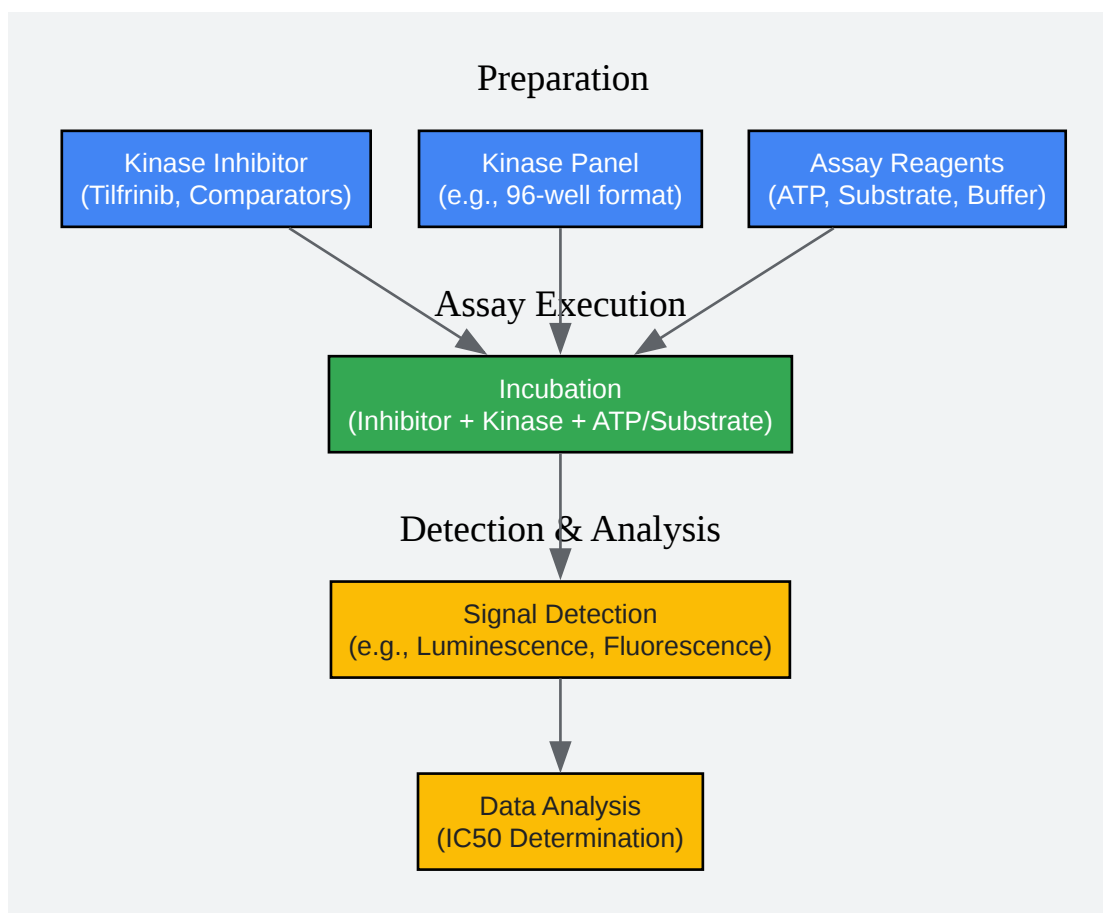 Preparation
Kinase Inhibitor
(Tilfrinib, Comparators)
Kinase Panel
(e.g., 96-well format)
Assay Reagents
(ATP, Substrate, Buffer)
Assay Execution
Incubation
(Inhibitor + Kinase + ATP/Substrate)
Detection & Analysis
Signal Detection
(e.g., Luminescence, Fluorescence)
Data Analysis
(IC50 Determination)